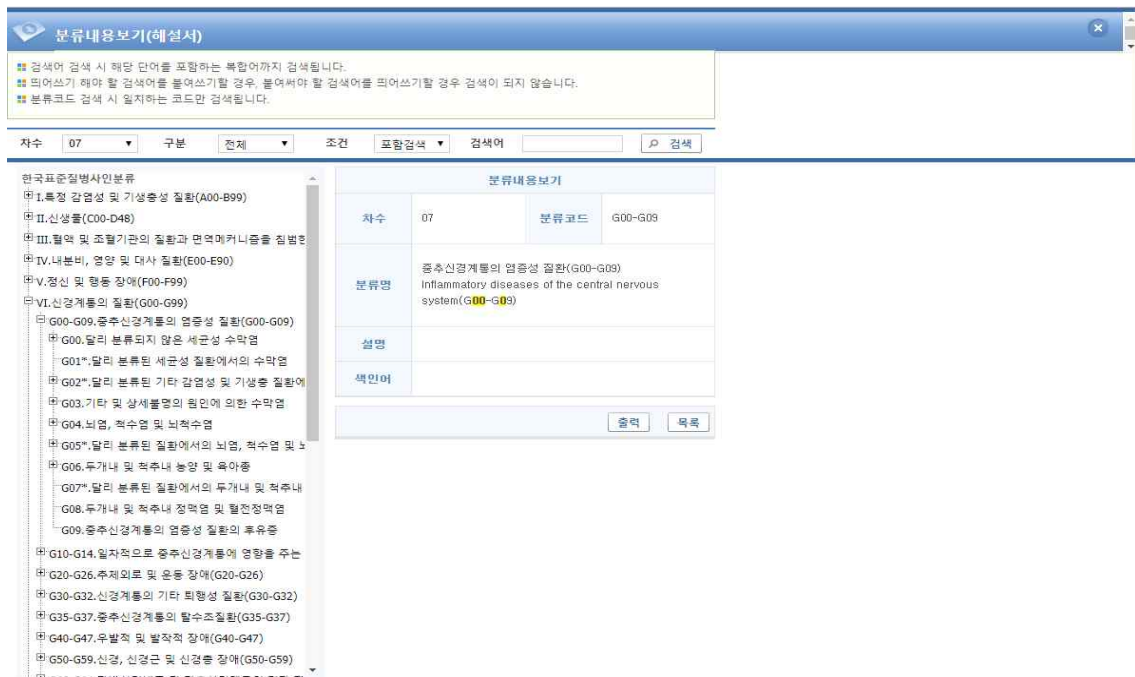 분류내용보기(해설서)
검색어 검색 시 해당 단어를 포함하는 복합어까지 검색됩니다.
띄어쓰기 해야 할 검색어를 붙여쓰기할 경우, 붙여써야 할 검색어를 띄어쓰기할 경우 검색이 되지 않습니다.
분류코드 검색 시 일치하는 코드만 검색됩니다.
차수 07 구분 전체 조건 포함검색 검색어 검색
한국표준질병사인분류
I.특정 감염성 및 기생충성 질환(A00-B99)
II.신생물(C00-D48)
III.혈액 및 조혈기관의 질환과 면역메커니즘을 침범한
IV.내분비, 영양 및 대사 질환(E00-E90)
V.정신 및 행동 장애(F00-F99)
VI.신경계통의 질환(G00-G99)
G00-G09.중추신경계통의 염증성 질환(G00-G09)
G00.달리 분류되지 않은 세균성 수막염
G01*.달리 분류된 세균성 질환에서의 수막염
G02*.달리 분류된 기타 감염성 및 기생충 질환에
G03.기타 및 상세불명의 원인에 의한 수막염
G04.뇌염, 척수염 및 뇌척수염
G05*.달리 분류된 질환에서의 뇌염, 척수염 및
G06.두개내 및 척추내 농양 및 육아종
G07*.달리 분류된 질환에서의 두개내 및 척추내
G08.두개내 및 척추내 정맥염 및 혈전정맥염
G09.중추신경계통의 염증성 질환의 후유증
G10-G14.일차적으로 중추신경계통에 영향을 주는
G20-G26.추체외로 및 운동 장애(G20-G26)
G30-G32.신경계통의 기타 퇴행성 질환(G30-G32)
G35-G37.중추신경계통의 탈수초질환(G35-G37)
G40-G47.우발적 및 발작적 장애(G40-G47)
G50-G59.신경, 신경근 및 신경총 장애(G50-G59)
분류내용보기
차수 07 분류코드 G00-G09
분류명
중추신경계통의 염증성 질환(G00-G09)
Inflammatory diseases of the central nervous
system(G00-G09)
설명
색인어
출력 목록